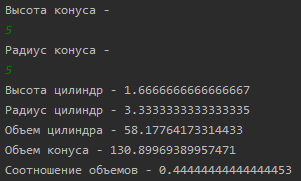 Высота конуса -
5
Радиус конуса -
5
Высота цилиндр - 1.6666666666666667
Радиус цилиндр - 3.3333333333333335
Объем цилиндра - 58.17764173314433
Объем конуса - 130.89969389957471
Соотношение объемов - 0.44444444444444453